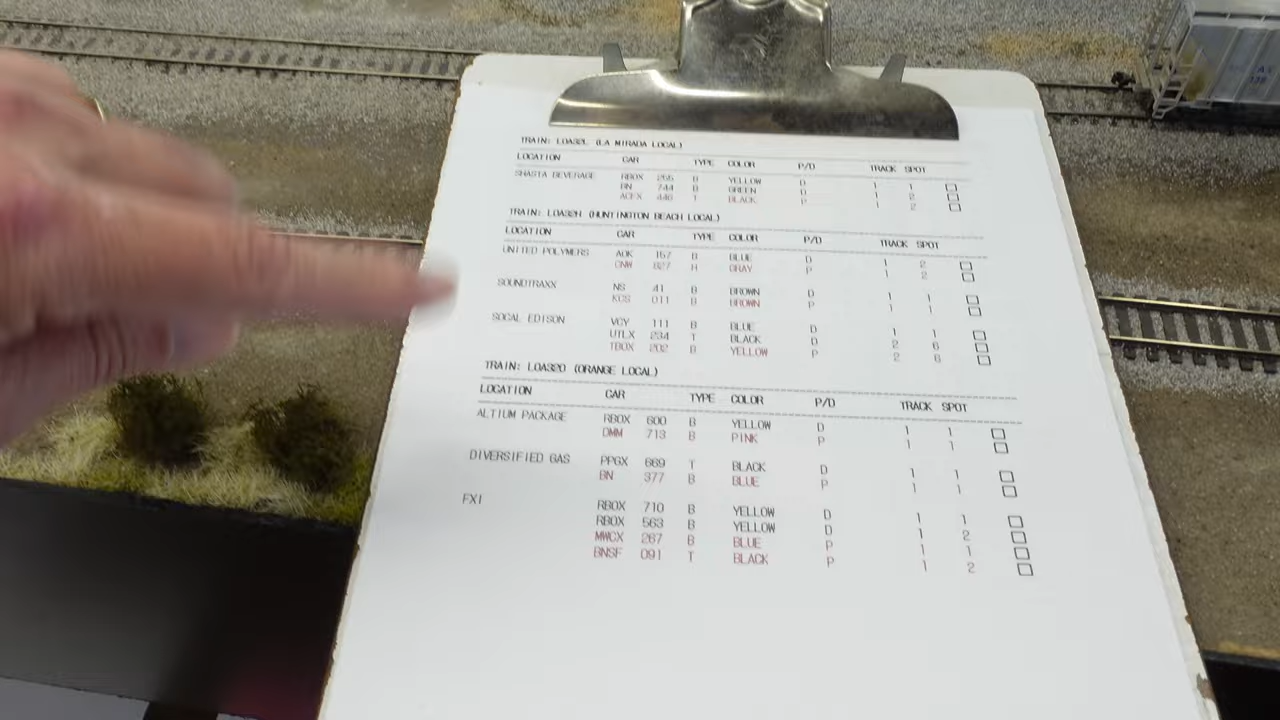 TRAIN: LOA32L (LA MIRADA LOCAL)
LOCATION CAR TYPE COLOR P/D TRACK SPOT
SHASTA BEVERAGE RBOX 265 B YELLOW D 1 1
BN 744 B GREEN D 1 2
ACFX 446 T BLACK P 1 2
TRAIN: LOA32H (HUNTINGTON BEACH LOCAL)
LOCATION CAR TYPE COLOR P/D TRACK SPOT
UNITED POLYMERS AOK 157 B BLUE D 1 2
CNW 827 H GRAY P 1 2
SOUNDTRAXX NS 41 B BROWN D 1 1
KCS 011 B BROWN P 1 1
SOCAL EDISON VCY 111 B BLUE D 1 1
UTLX 234 T BLACK D 2 6
TBOX 202 B YELLOW P 2 6
TRAIN: LOA32O (ORANGE LOCAL)
LOCATION CAR TYPE COLOR P/D TRACK SPOT
ALTIUM PACKAGE RBOX 600 B YELLOW D 1 1
DMM 713 B PINK P 1 1
DIVERSIFIED GAS PPGX 669 T BLACK D 1 1
BN 377 B BLUE P 1 1
FXI RBOX 710 B YELLOW D 1 1
RBOX 563 B YELLOW D 1 2
MWCX 267 B BLUE P 1 1
BNSF 091 T BLACK P 1 2